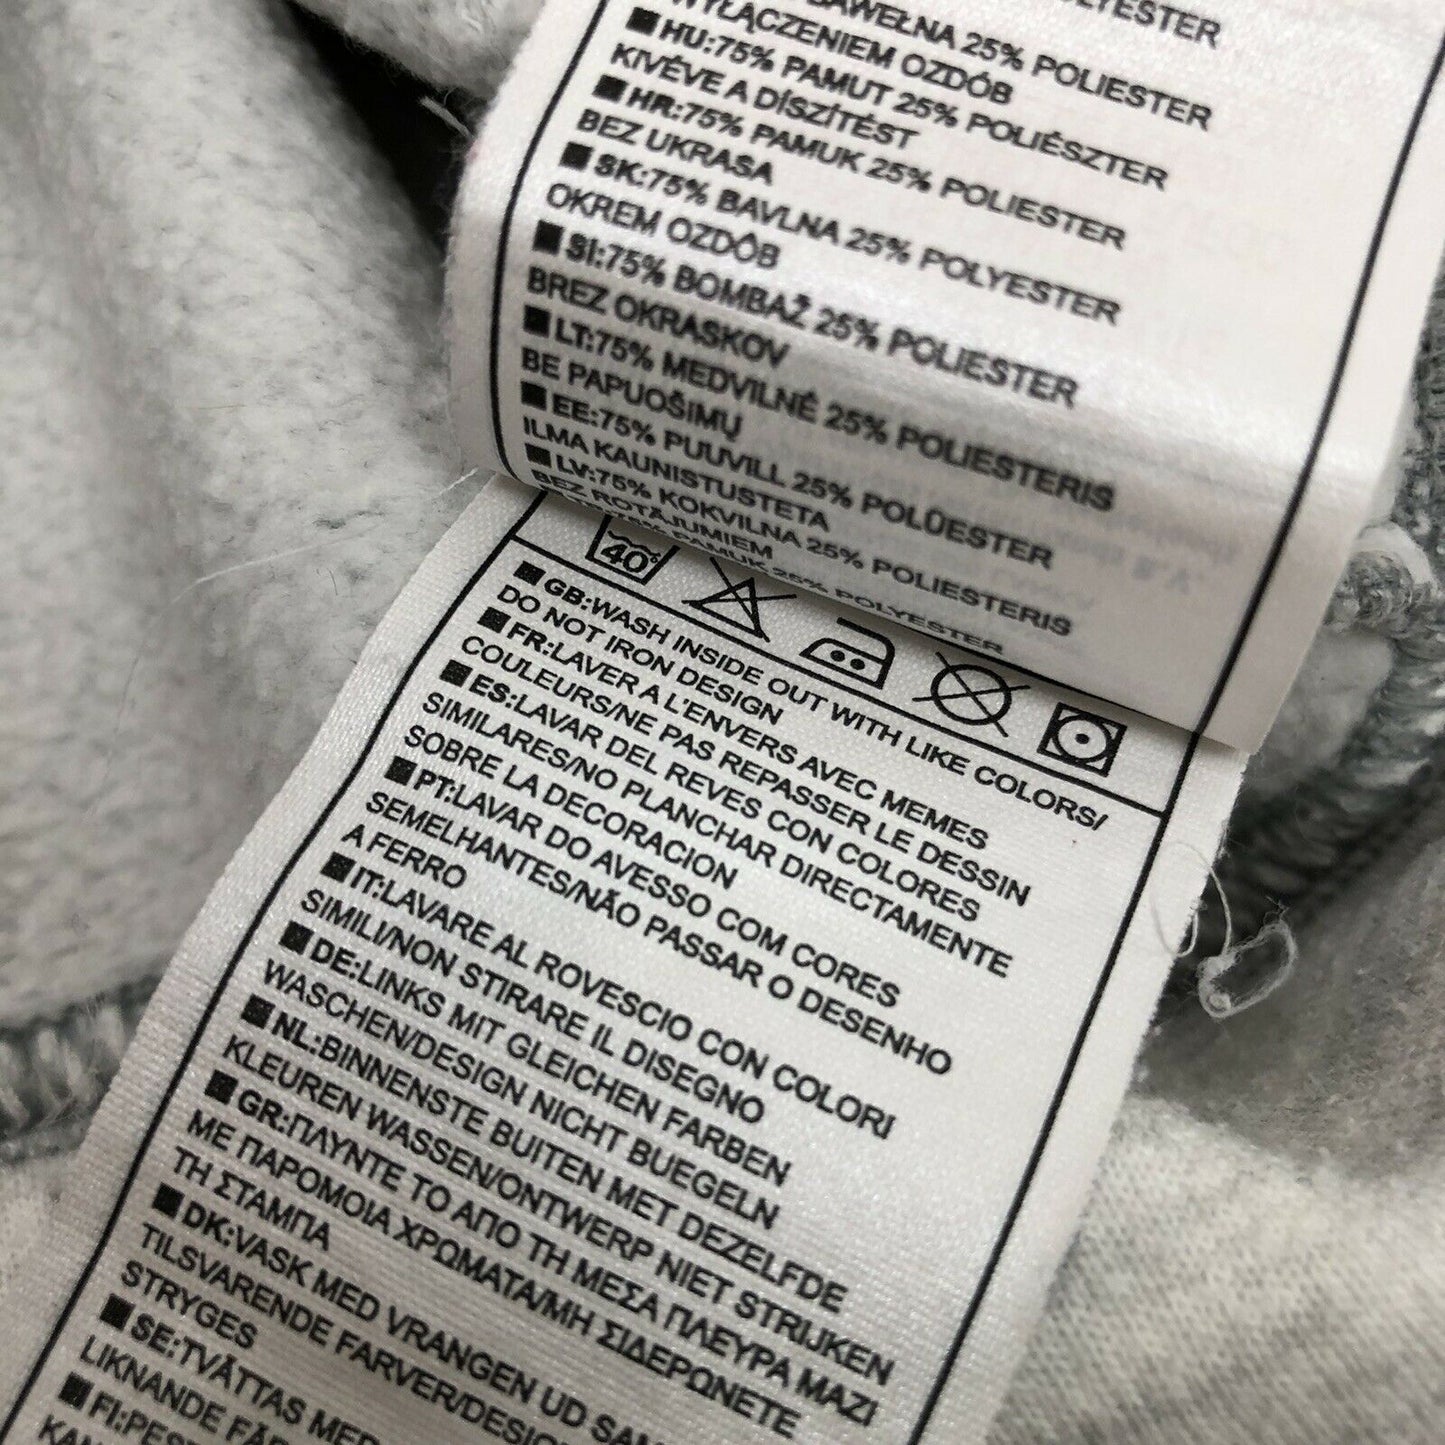 POLYESTER
BAWEŁNA 25% POLIESTER
WYŁĄCZENIEM OZDÓB
HU:75% PAMUT 25% POLIÉSZTER
KIVÉVE A DÍSZÍTÉST
HR:75% PAMUK 25% POLIESTER
BEZ UKRASA
SK:75% BAVLNA 25% POLYESTER
OKREM OZDÔB
SI:75% BOMBAŽ 25% POLIESTER
BREZ OKRASKOV
LT:75% MEDVILNĖ 25% POLIESTERIS
BE PAPUOŠIMŲ
EE:75% PUUVILL 25% POLÜESTER
ILMA KAUNISTUSTETA
LV:75% KOKVILNA 25% POLIESTERIS
BEZ ROTĀJUMIEM
PAMUK 25% POLYESTER
40°
GB:WASH INSIDE OUT WITH LIKE COLORS/
DO NOT IRON DESIGN
FR:LAVER A L'ENVERS AVEC MEMES
COULEURS/NE PAS REPASSER LE DESSIN
ES:LAVAR DEL REVES CON COLORES
SIMILARES/NO PLANCHAR DIRECTAMENTE
SOBRE LA DECORACION
PT:LAVAR DO AVESSO COM CORES
SEMELHANTES/NÃO PASSAR O DESENHO
A FERRO
IT:LAVARE AL ROVESCIO CON COLORI
SIMILI/NON STIRARE IL DISEGNO
DE:LINKS MIT GLEICHEN FARBEN
WASCHEN/DESIGN NICHT BUEGELN
NL:BINNENSTE BUITEN MET DEZELFDE
KLEUREN WASSEN/ONTWERP NIET STRIJKEN
GR:ΠΛΥΝΤΕ ΤΟ ΑΠΟ ΤΗ ΜΕΣΑ ΠΛΕΥΡΑ ΜΑΖΙ
ΜΕ ΠΑΡΟΜΟΙΑ ΧΡΩΜΑΤΑ/ΜΗ ΣΙΔΕΡΩΝΕΤΕ
ΤΗ ΣΤΑΜΠΑ
DK:VASK MED VRANGEN UD
TILSVARENDE FARVER/DESIGN
STRYGES
SE:TVÄTTAS MED
LIKNANDE
FI: